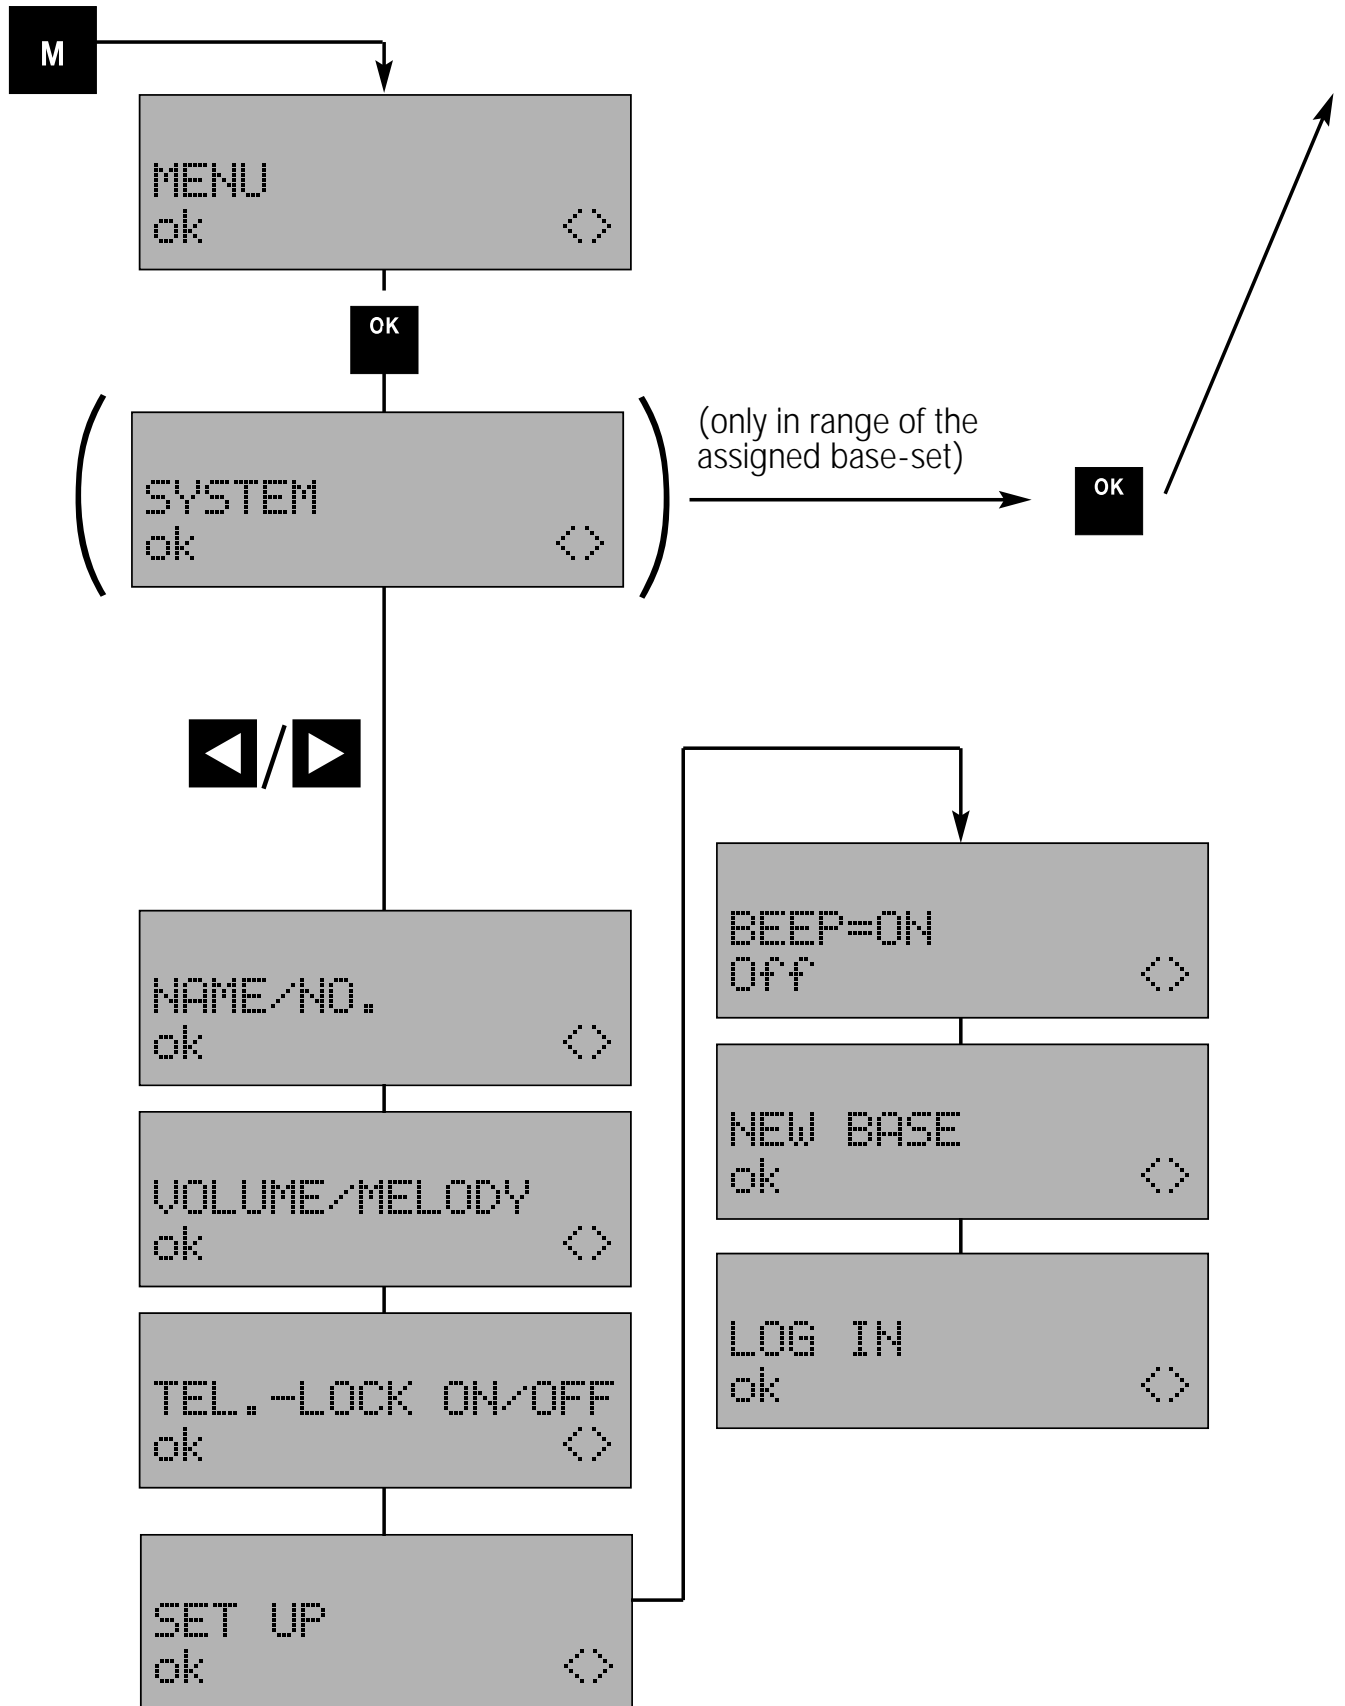 M
MENU
ok <>
OK
SYSTEM
ok <>
(only in range of the
assigned base-set)
OK
/
NAME/NO.
ok <>
VOLUME/MELODY
ok <>
TEL.-LOCK ON/OFF
ok <>
SET UP
ok <>
BEEP=ON
Off <>
NEW BASE
ok <>
LOG IN
ok <>